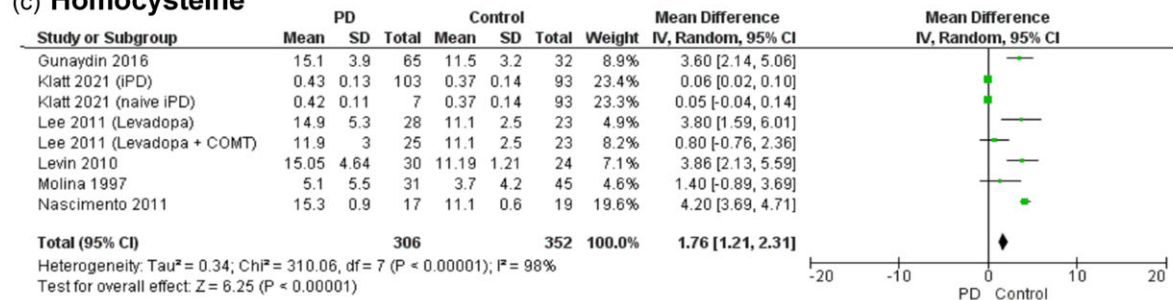 (c) Homocysteine
PD Control Mean Difference Mean Difference
Study or Subgroup Mean SD Total Mean SD Total Weight IV, Random, 95% CI IV, Random, 95% CI
Gunaydin 2016 15.1 3.9 65 11.5 3.2 32 8.9% 3.60 [2.14, 5.06]
Klatt 2021 (iPD) 0.43 0.13 103 0.37 0.14 93 23.4% 0.06 [0.02, 0.10]
Klatt 2021 (naive iPD) 0.42 0.11 7 0.37 0.14 93 23.3% 0.05 [-0.04, 0.14]
Lee 2011 (Levadopa) 14.9 5.3 28 11.1 2.5 23 4.9% 3.80 [1.59, 6.01]
Lee 2011 (Levadopa + COMT) 11.9 3 25 11.1 2.5 23 8.2% 0.80 [-0.76, 2.36]
Levin 2010 15.05 4.64 30 11.19 1.21 24 7.1% 3.86 [2.13, 5.59]
Molina 1997 5.1 5.5 31 3.7 4.2 45 4.6% 1.40 [-0.89, 3.69]
Nascimento 2011 15.3 0.9 17 11.1 0.6 19 19.6% 4.20 [3.69, 4.71]
Total (95% CI) 306 352 100.0% 1.76 [1.21, 2.31]
Heterogeneity: Tau² = 0.34; Chi² = 310.06, df = 7 (P < 0.00001); I² = 98%
Test for overall effect: Z = 6.25 (P < 0.00001)
-20 -10 0 10 20
PD Control